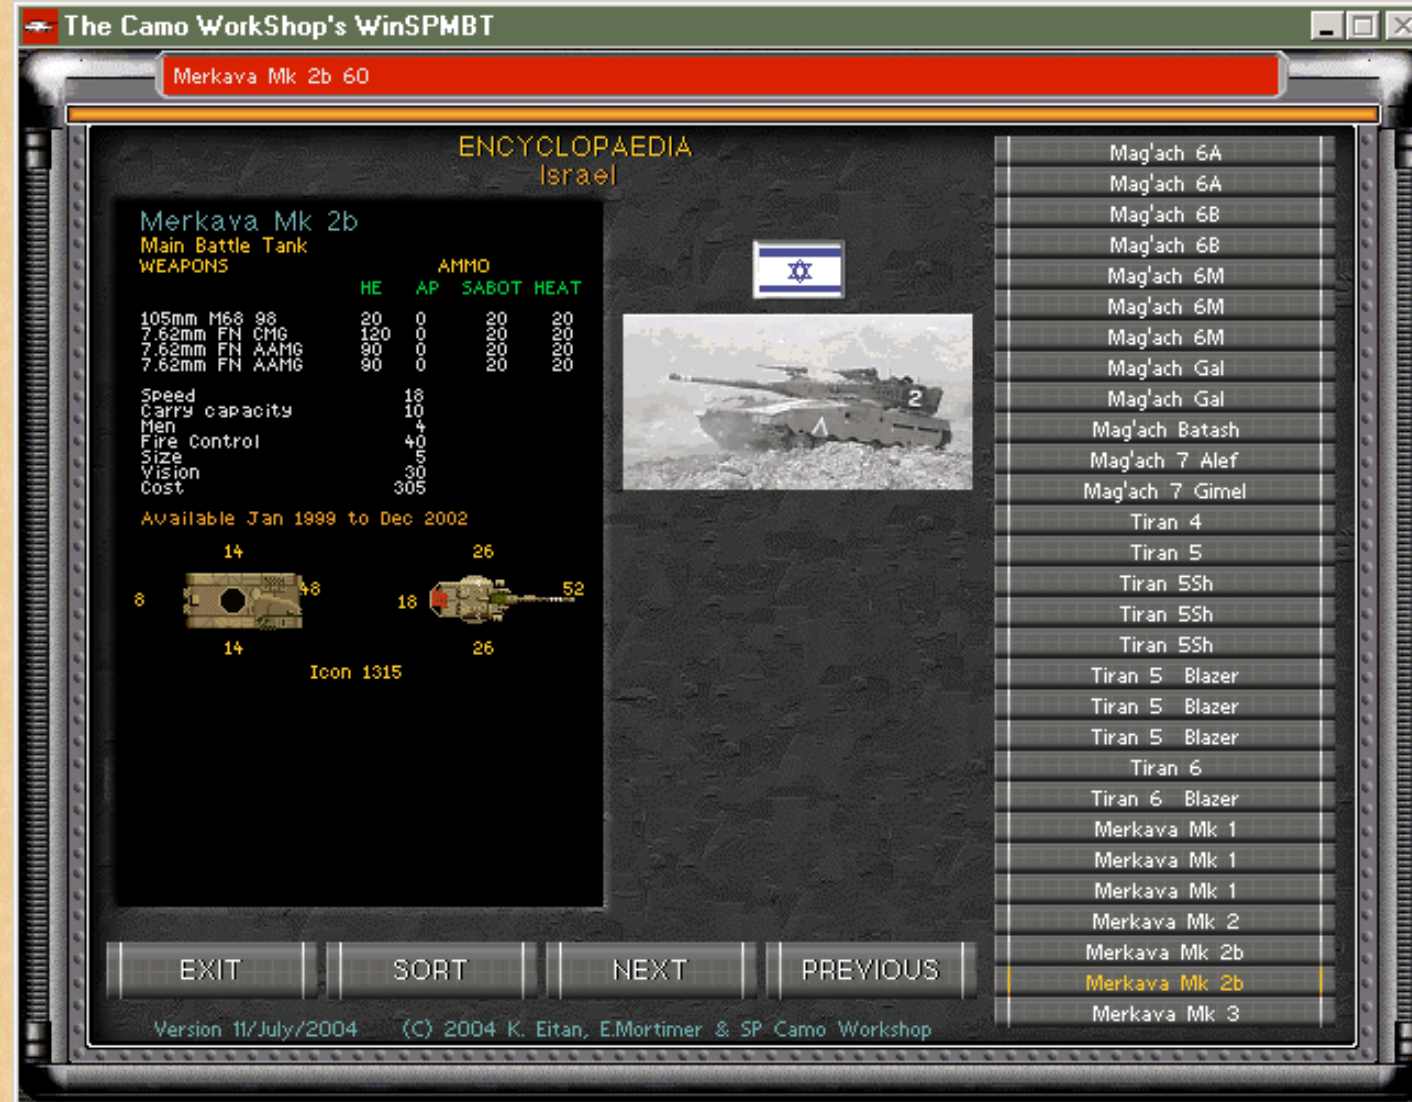 The Camo WorkShop's WinSPMBT
Merkava Mk 2b 60
ENCYCLOPAEDIA
Israel
Merkava Mk 2b
Main Battle Tank
WEAPONS AMMO
HE AP SABOT HEAT
105mm M68 98 20 0 20 20
7.62mm FN CMG 120 0 20 20
7.62mm FN AAMG 90 0 20 20
7.62mm FN AAMG 90 0 20 20
Speed 18
Carry capacity 10
Men 4
Fire Control 40
Size 5
Vision 30
Cost 305
Available Jan 1999 to Dec 2002
14 26
8 48 18 52
14 26
Icon 1315
2
Mag'ach 6A
Mag'ach 6A
Mag'ach 6B
Mag'ach 6B
Mag'ach 6M
Mag'ach 6M
Mag'ach 6M
Mag'ach Gal
Mag'ach Gal
Mag'ach Batash
Mag'ach 7 Alef
Mag'ach 7 Gimel
Tiran 4
Tiran 5
Tiran 5Sh
Tiran 5Sh
Tiran 5Sh
Tiran 5 Blazer
Tiran 5 Blazer
Tiran 5 Blazer
Tiran 6
Tiran 6 Blazer
Merkava Mk 1
Merkava Mk 1
Merkava Mk 1
Merkava Mk 2
Merkava Mk 2b
Merkava Mk 2b
Merkava Mk 3
EXIT SORT NEXT PREVIOUS
Version 11/July/2004 (C) 2004 K. Eitan, E.Mortimer & SP Camo Workshop